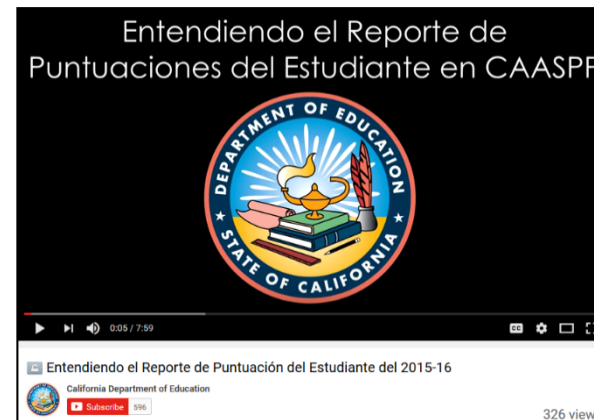 Entendiendo el Reporte de
Puntuaciones del Estudiante en CAASPP
DEPARTMENT OF EDUCATION
STATE OF CALIFORNIA
0:05 / 7:59
CC
Entendiendo el Reporte de Puntuación del Estudiante del 2015-16
California Department of Education
Subscribe 596
326 view